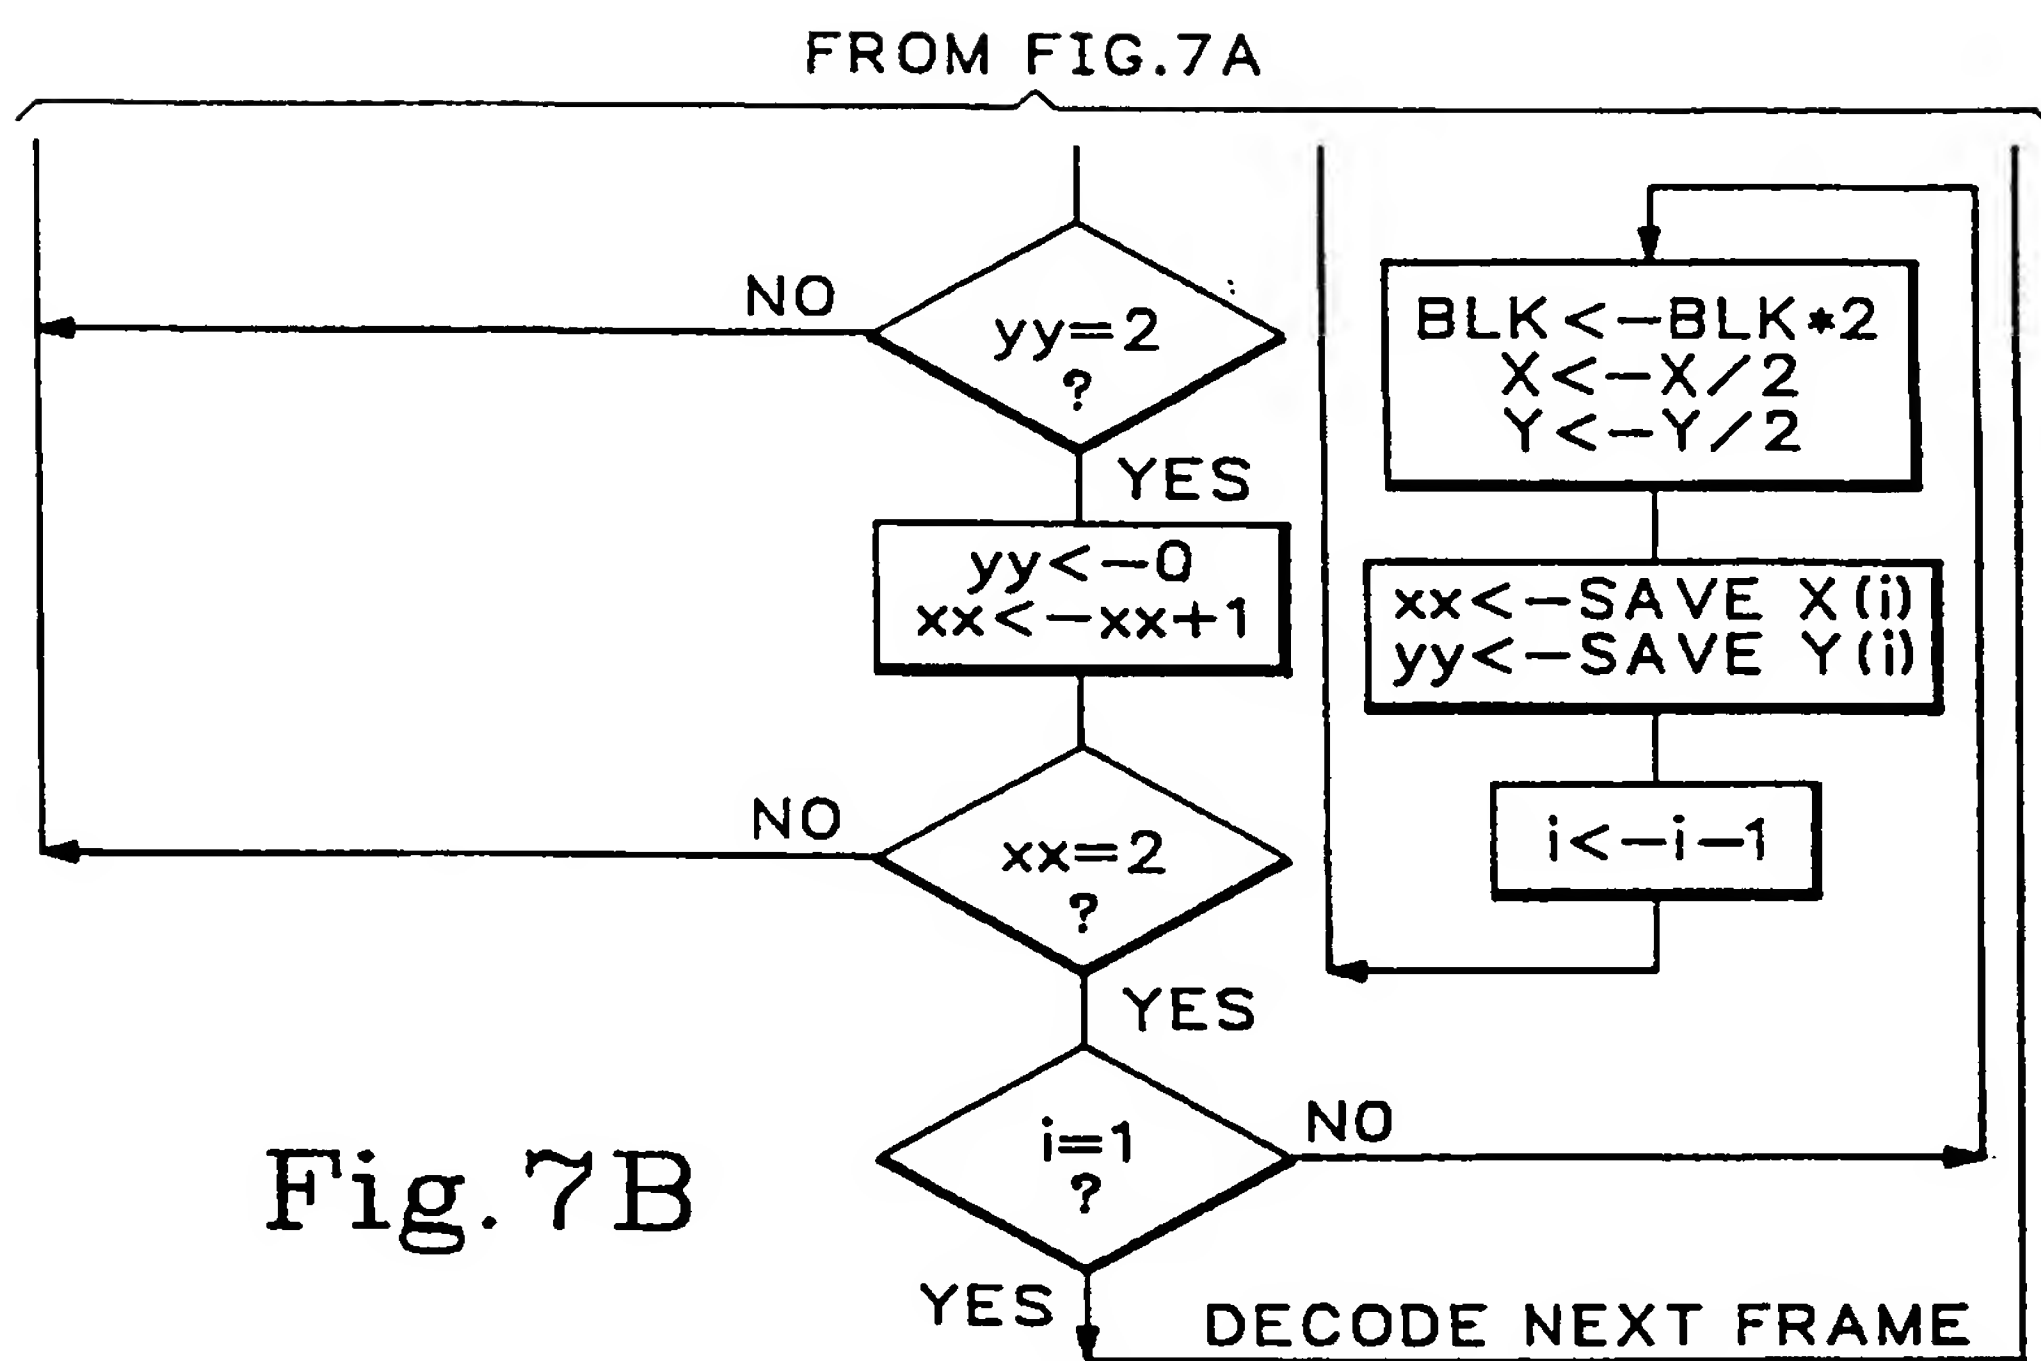 FROM FIG.7A
NO
yy=2
?
YES
yy<-0
xx<-xx+1
NO
xx=2
?
YES
i=1
?
NO
YES
DECODE NEXT FRAME
BLK<-BLK*2
X<-X/2
Y<-Y/2
xx<-SAVE X(i)
yy<-SAVE Y(i)
i<-i-1
Fig. 7B